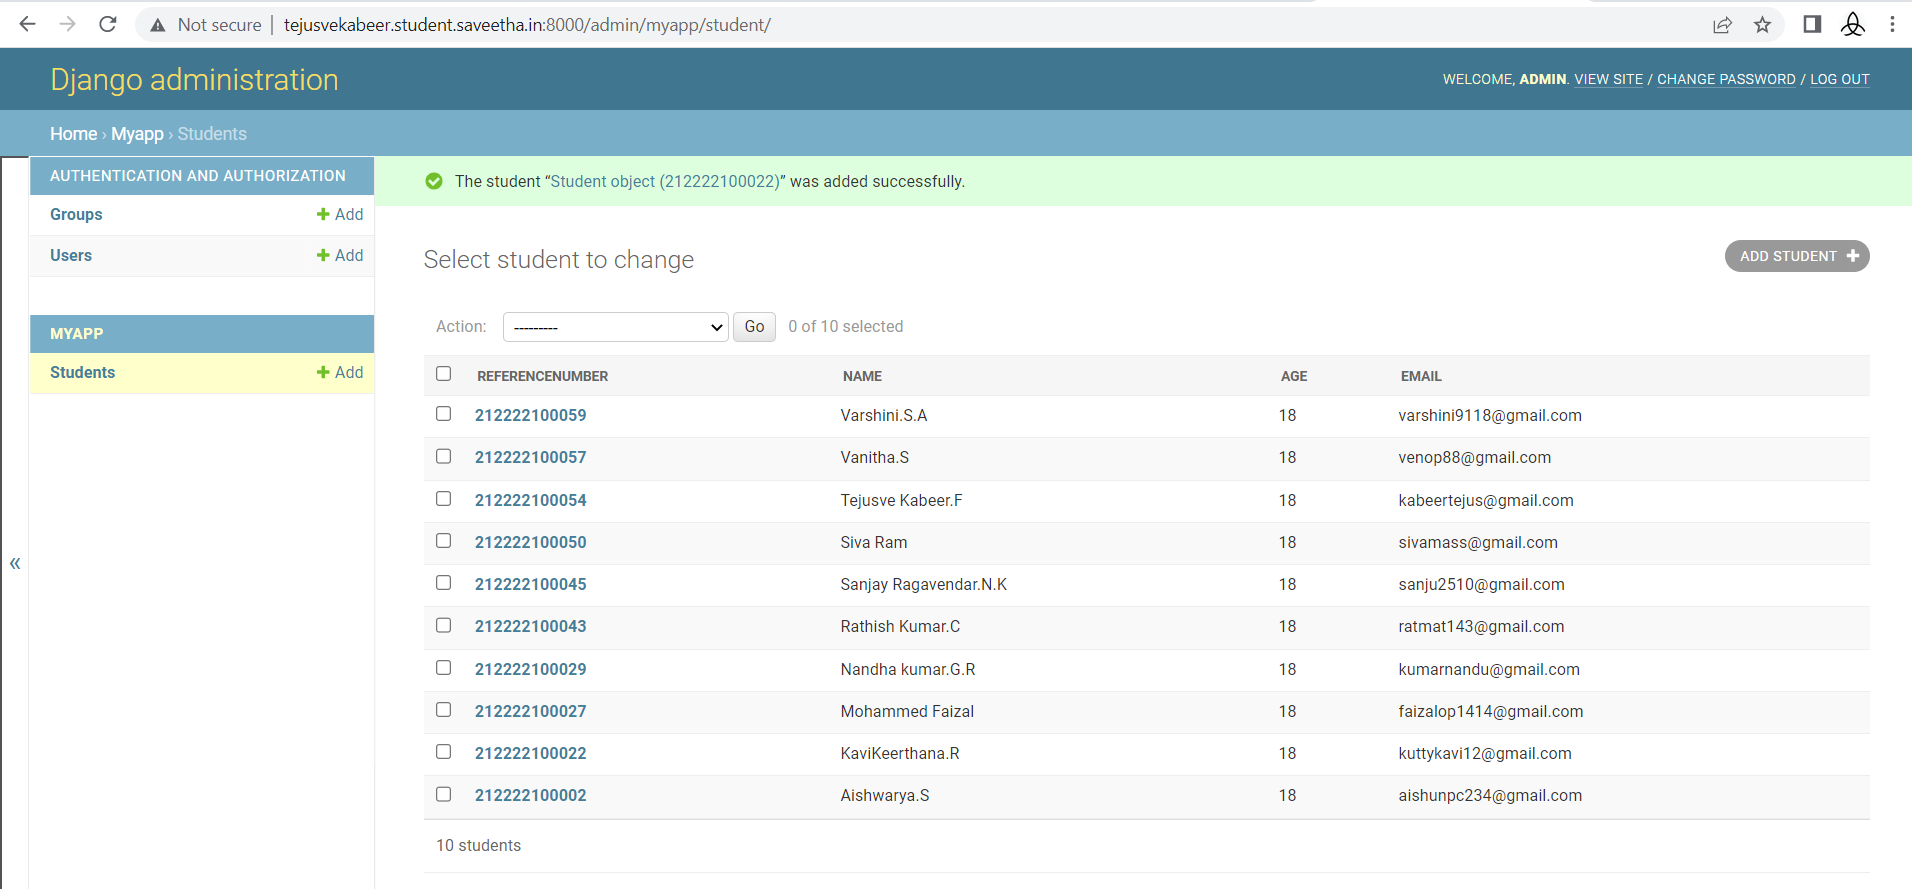 Not secure | tejusvekabeer.student.saveetha.in:8000/admin/myapp/student/
Django administration
WELCOME, ADMIN. VIEW SITE / CHANGE PASSWORD / LOG OUT
Home › Myapp › Students
AUTHENTICATION AND AUTHORIZATION
Groups + Add
Users + Add
MYAPP
Students + Add
«
The student “Student object (212222100022)” was added successfully.
Select student to change
ADD STUDENT +
Action: --------- Go 0 of 10 selected
REFERENCENUMBER NAME AGE EMAIL
212222100059 Varshini.S.A 18 varshini9118@gmail.com
212222100057 Vanitha.S 18 venop88@gmail.com
212222100054 Tejusve Kabeer.F 18 kabeertejus@gmail.com
212222100050 Siva Ram 18 sivamass@gmail.com
212222100045 Sanjay Ragavendar.N.K 18 sanju2510@gmail.com
212222100043 Rathish Kumar.C 18 ratmat143@gmail.com
212222100029 Nandha kumar.G.R 18 kumarnandu@gmail.com
212222100027 Mohammed Faizal 18 faizalop1414@gmail.com
212222100022 KaviKeerthana.R 18 kuttykavi12@gmail.com
212222100002 Aishwarya.S 18 aishunpc234@gmail.com
10 students